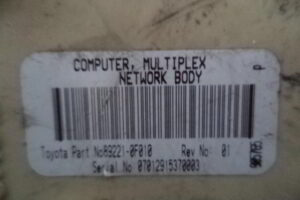 COMPUTER, MULTIPLEX
NETWORK BODY
Toyota Part No89221-0F010 Rev No: 01
Serial No 07012915370003